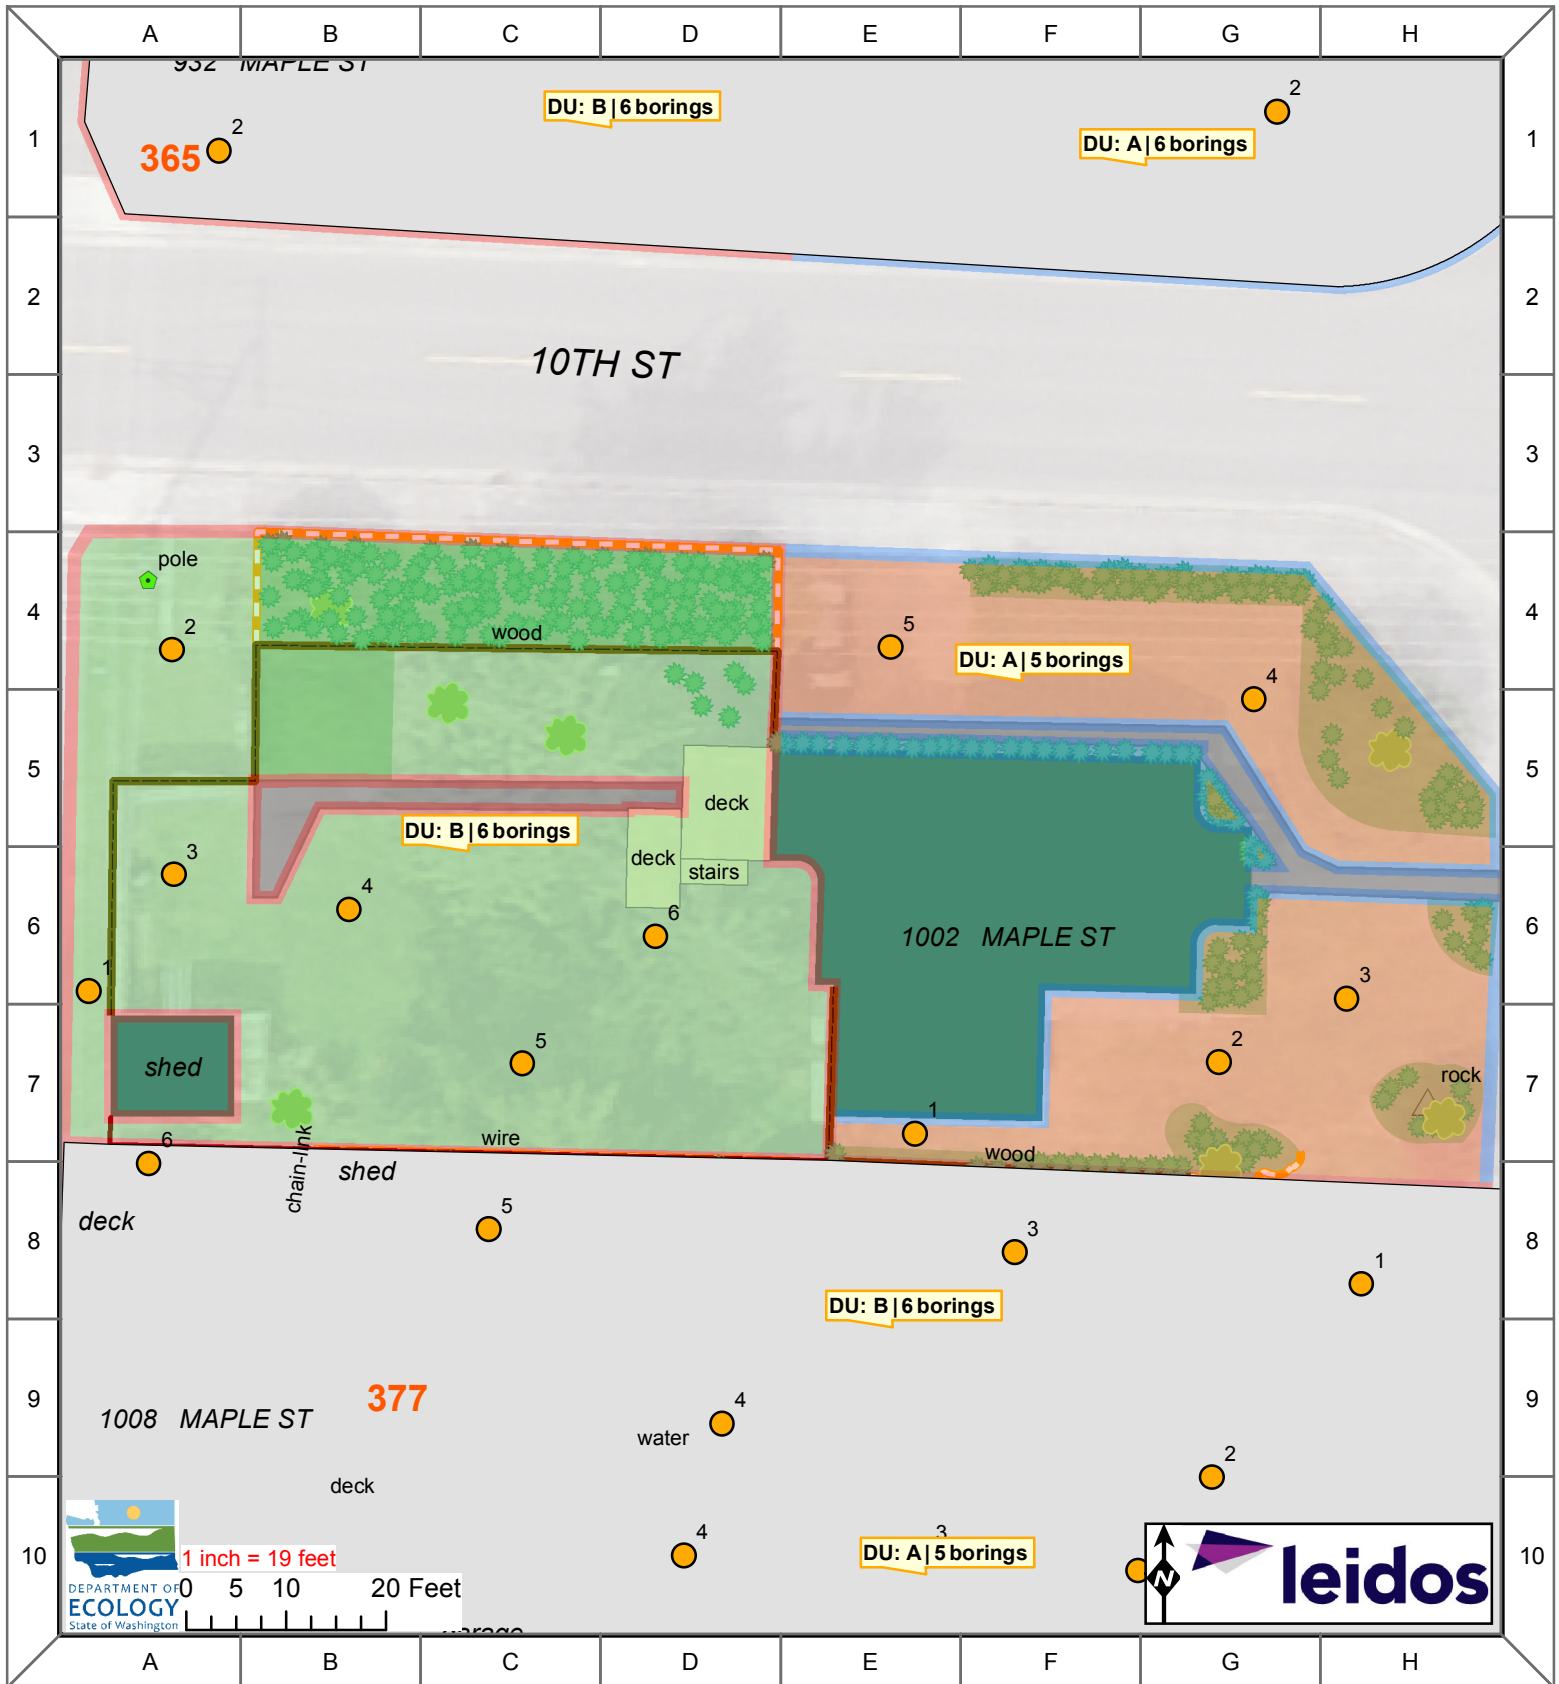 A B C D E F G H
932 MAPLE ST
DU: B | 6 borings
2
DU: A | 6 borings
1 1
2
365
2 2
10TH ST
3 3
pole
2
wood
5
4 4
DU: A | 5 borings
4
5 5
deck
DU: B | 6 borings
3
deck
stairs
4
6
6 6
1002 MAPLE ST
1
3
5
2
shed
rock
7 7
1
6
wire
wood
chain-link
shed
deck
5
3
8 8
1
DU: B | 6 borings
377
9 9
4
1008 MAPLE ST
water
2
deck
4
3
DU: A | 5 borings
10 10
1 inch = 19 feet
0 5 10 20 Feet
DEPARTMENT OF
ECOLOGY
State of Washington
N
leidos
A B C D E F G H